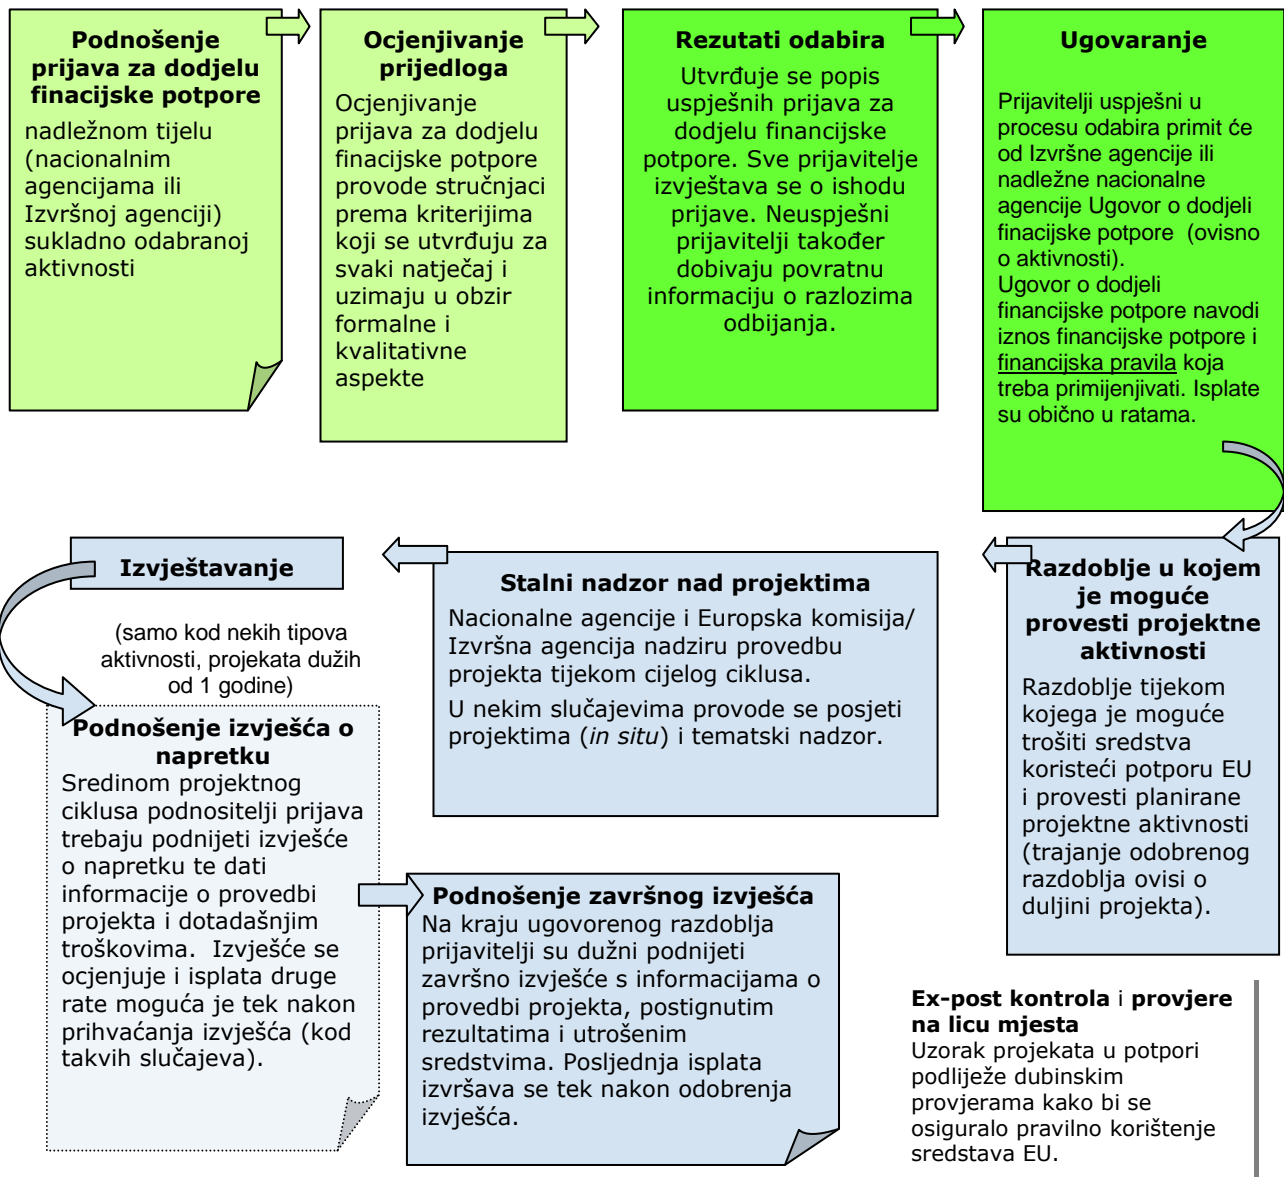 Podnošenje
prijava za dodjelu
finacijske potpore
nadležnom tijelu
(nacionalnim
agencijama ili
Izvršnoj agenciji)
sukladno odabranoj
aktivnosti
Ocjenjivanje
prijedloga
Ocjenjivanje
prijava za dodjelu
finacijske potpore
provode stručnjaci
prema kriterijima
koji se utvrđuju za
svaki natječaj i
uzimaju u obzir
formalne i
kvalitativne
aspekte
Rezutati odabira
Utvrđuje se popis
uspješnih prijava za
dodjelu financijske
potpore. Sve prijavitelje
izvještava se o ishodu
prijave. Neuspješni
prijavitelji također
dobivaju povratnu
informaciju o razlozima
odbijanja.
Ugovaranje
Prijavitelji uspješni u
procesu odabira primit će
od Izvršne agencije ili
nadležne nacionalne
agencije Ugovor o dodjeli
finacijske potpore  (ovisno
o aktivnosti).
Ugovor o dodjeli
financijske potpore navodi
iznos financijske potpore i
financijska pravila koja
treba primijenjivati. Isplate
su obično u ratama.
Razdoblje u kojem
je moguće
provesti projektne
aktivnosti
Razdoblje tijekom
kojega je moguće
trošiti sredstva
koristeći potporu EU
i provesti planirane
projektne aktivnosti
(trajanje odobrenog
razdoblja ovisi o
duljini projekta).
Stalni nadzor nad projektima
Nacionalne agencije i Europska komisija/
Izvršna agencija nadziru provedbu
projekta tijekom cijelog ciklusa.
U nekim slučajevima provode se posjeti
projektima (in situ) i tematski nadzor.
Izvještavanje
(samo kod nekih tipova
aktivnosti, projekata dužih
od 1 godine)
Podnošenje izvješća o
napretku
Sredinom projektnog
ciklusa podnositelji prijava
trebaju podnijeti izvješće
o napretku te dati
informacije o provedbi
projekta i dotadašnjim
troškovima.  Izvješće se
ocjenjuje i isplata druge
rate moguća je tek nakon
prihvaćanja izvješća (kod
takvih slučajeva).
Podnošenje završnog izvješća
Na kraju ugovorenog razdoblja
prijavitelji su dužni podnijeti
završno izvješće s informacijama o
provedbi projekta, postignutim
rezultatima i utrošenim
sredstvima. Posljednja isplata
izvršava se tek nakon odobrenja
izvješća.
Ex-post kontrola i provjere
na licu mjesta
Uzorak projekata u potpori
podliježe dubinskim
provjerama kako bi se
osiguralo pravilno korištenje
sredstava EU.